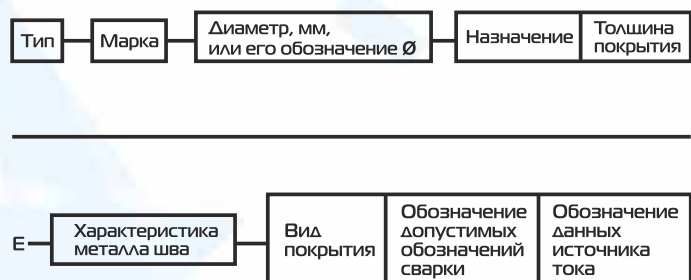 Тип
Марка
Диаметр, мм,
или его обозначение Ø
Назначение
Толщина
покрытия
E
Характеристика
металла шва
Вид
покрытия
Обозначение
допустимых
обозначений
сварки
Обозначение
данных
источника
тока